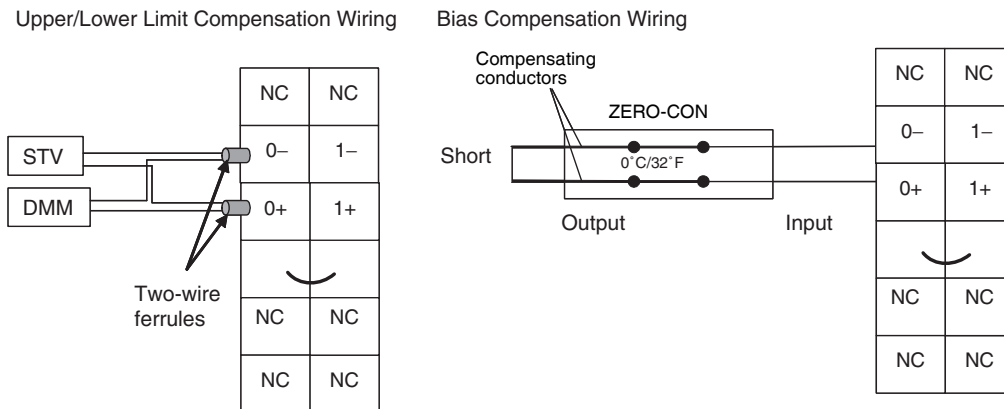 Upper/Lower Limit Compensation Wiring
NC NC
STV
0– 1–
DMM
0+ 1+
Two-wire
ferrules
NC NC
NC NC
Bias Compensation Wiring
Compensating
conductors
ZERO-CON
NC NC
Short
0˚C/32˚F
0– 1–
0+ 1+
Output
Input
NC NC
NC NC